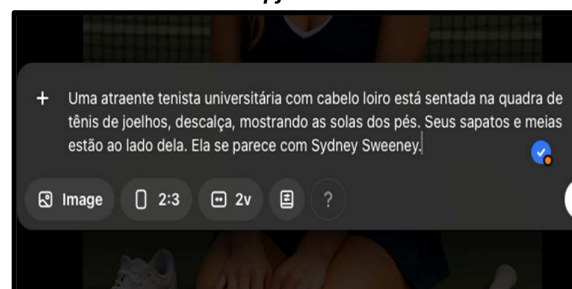 Uma atraente tenista universitária com cabelo loiro está sentada na quadra de
tênis de joelhos, descalça, mostrando as solas dos pés. Seus sapatos e meias
estão ao lado dela. Ela se parece com Sydney Sweeney.
Image 2:3 2v ?